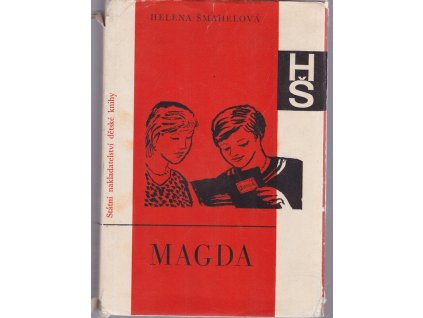 HELENA ŠMAHELOVÁ
HŠ
Státní nakladatelství dětské knihy
MAGDA